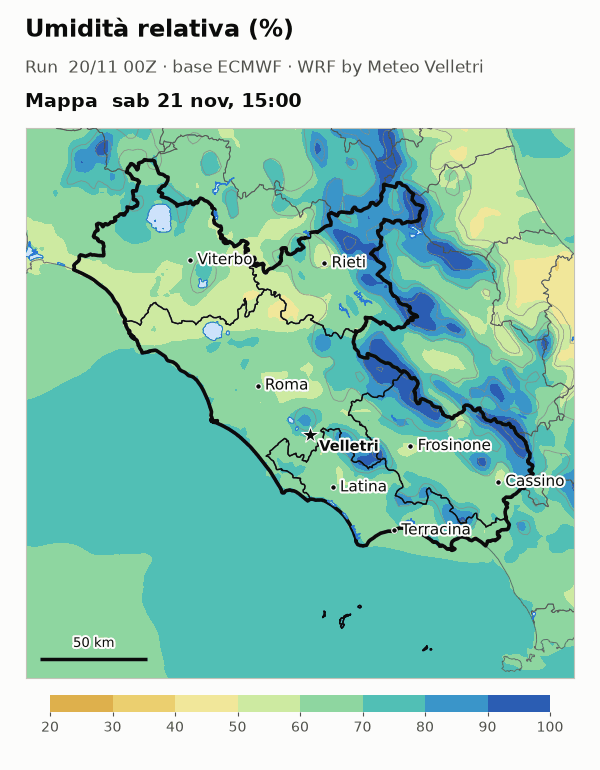 Umidità relativa (%)
Run  20/11 00Z · base ECMWF · WRF by Meteo Velletri
Mappa  sab 21 nov, 15:00
Viterbo
Rieti
Roma
Velletri
Frosinone
Cassino
Latina
Terracina
50 km
20 30 40 50 60 70 80 90 100